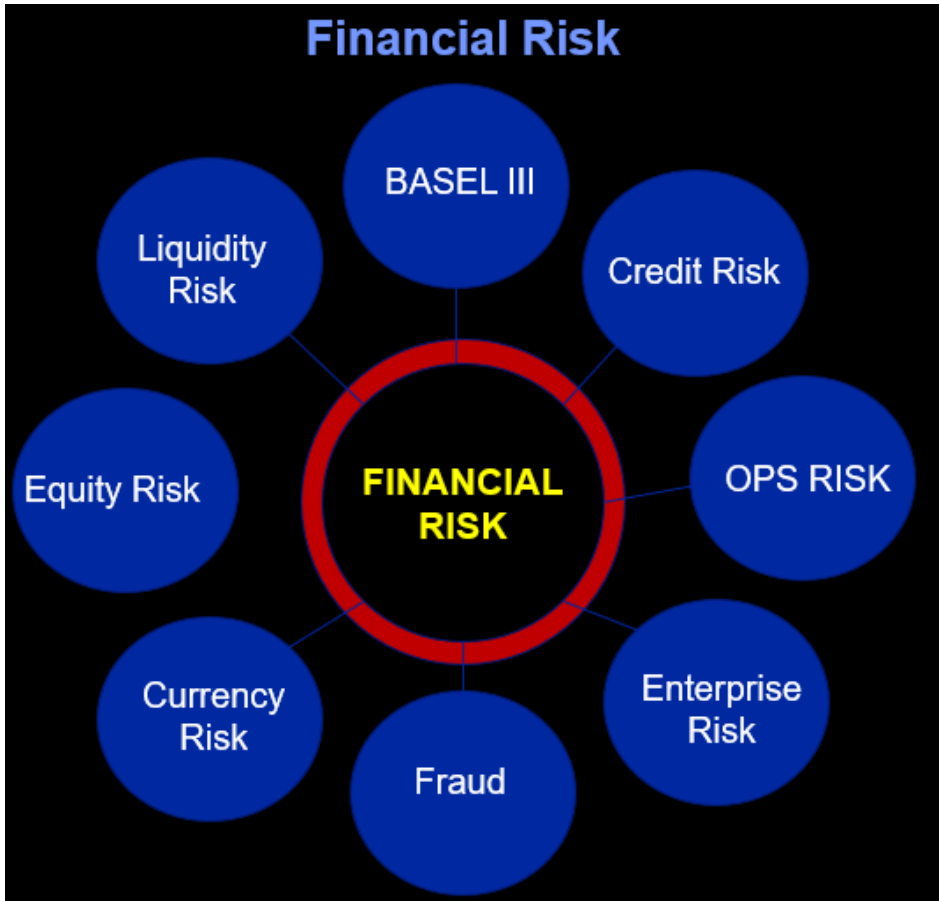 Financial Risk
BASEL III
Liquidity
Risk
Credit Risk
Equity Risk
FINANCIAL
RISK
OPS RISK
Currency
Risk
Enterprise
Risk
Fraud